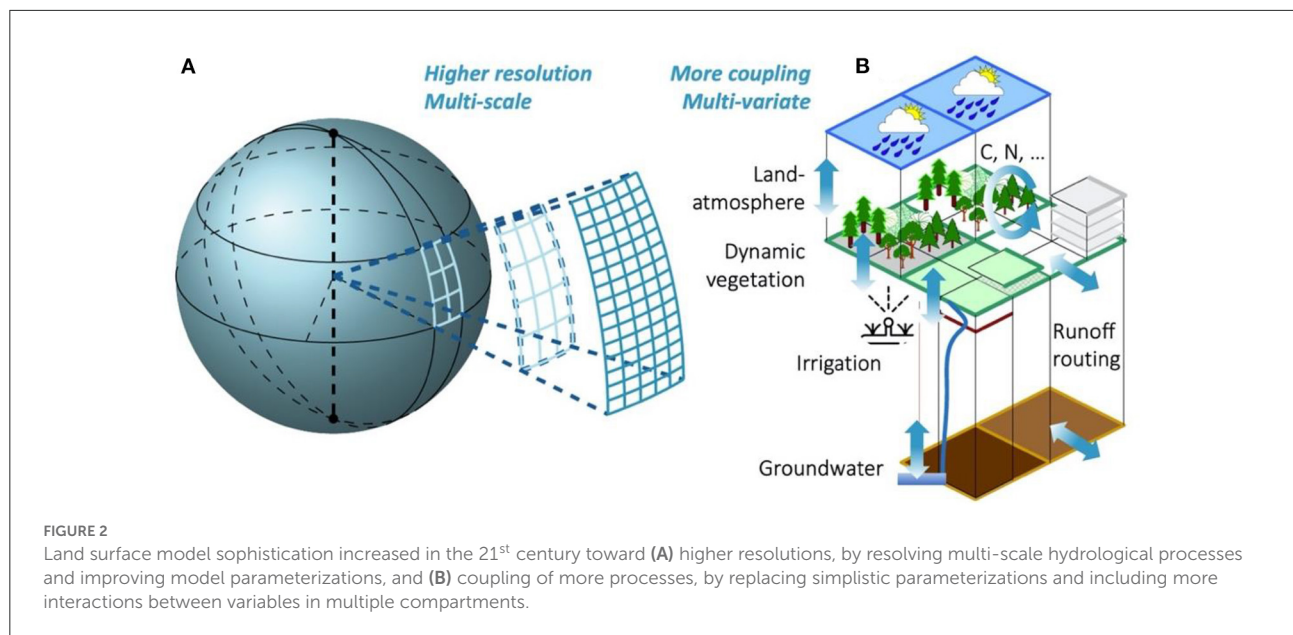 A
Higher resolution
Multi-scale
More coupling
Multi-variate
B
C, N, ...
Land-
atmosphere
Dynamic
vegetation
Irrigation
Runoff
routing
Groundwater
FIGURE 2
Land surface model sophistication increased in the 21st century toward (A) higher resolutions, by resolving multi-scale hydrological processes
and improving model parameterizations, and (B) coupling of more processes, by replacing simplistic parameterizations and including more
interactions between variables in multiple compartments.